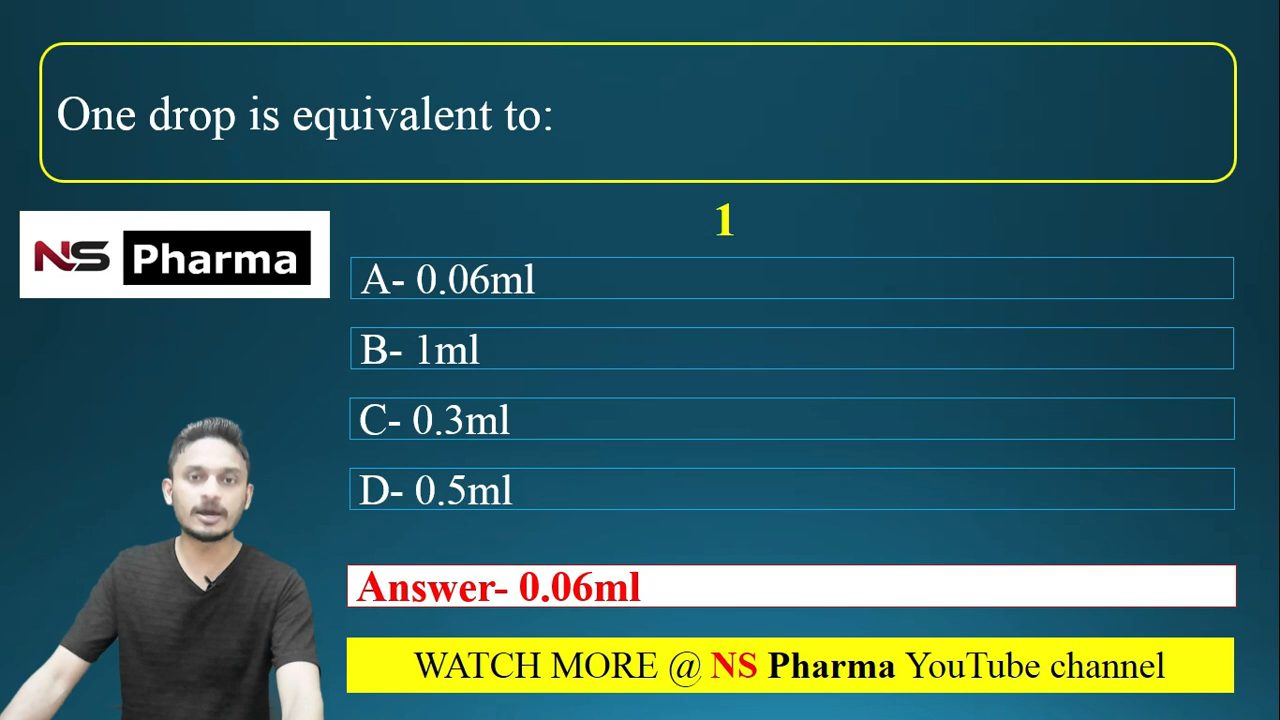 One drop is equivalent to:
1
NS Pharma
A- 0.06ml
B- 1ml
C- 0.3ml
D- 0.5ml
Answer- 0.06ml
WATCH MORE @ NS Pharma YouTube channel